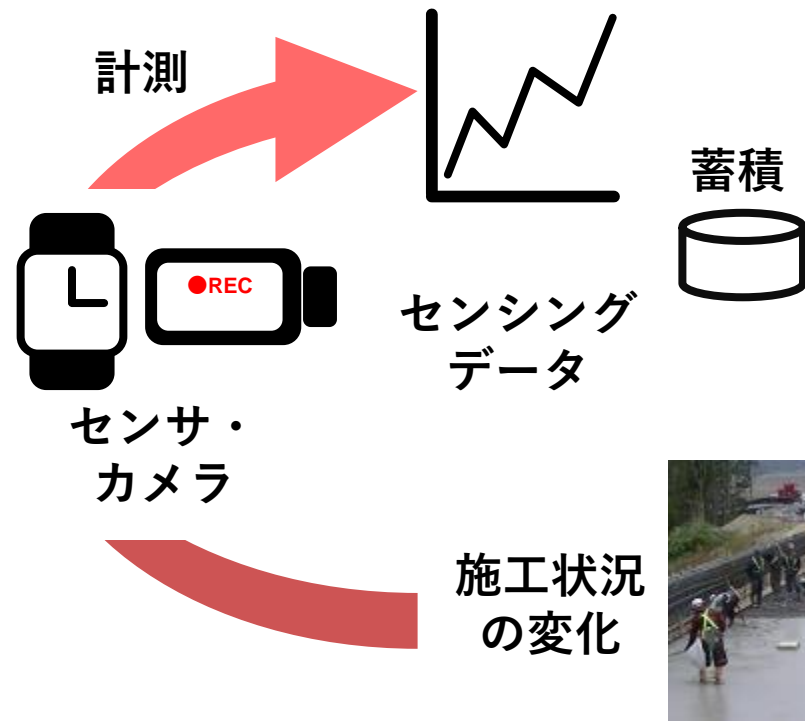 計測
蓄積
●REC
センシング
データ
センサ・
カメラ
施工状況
の変化